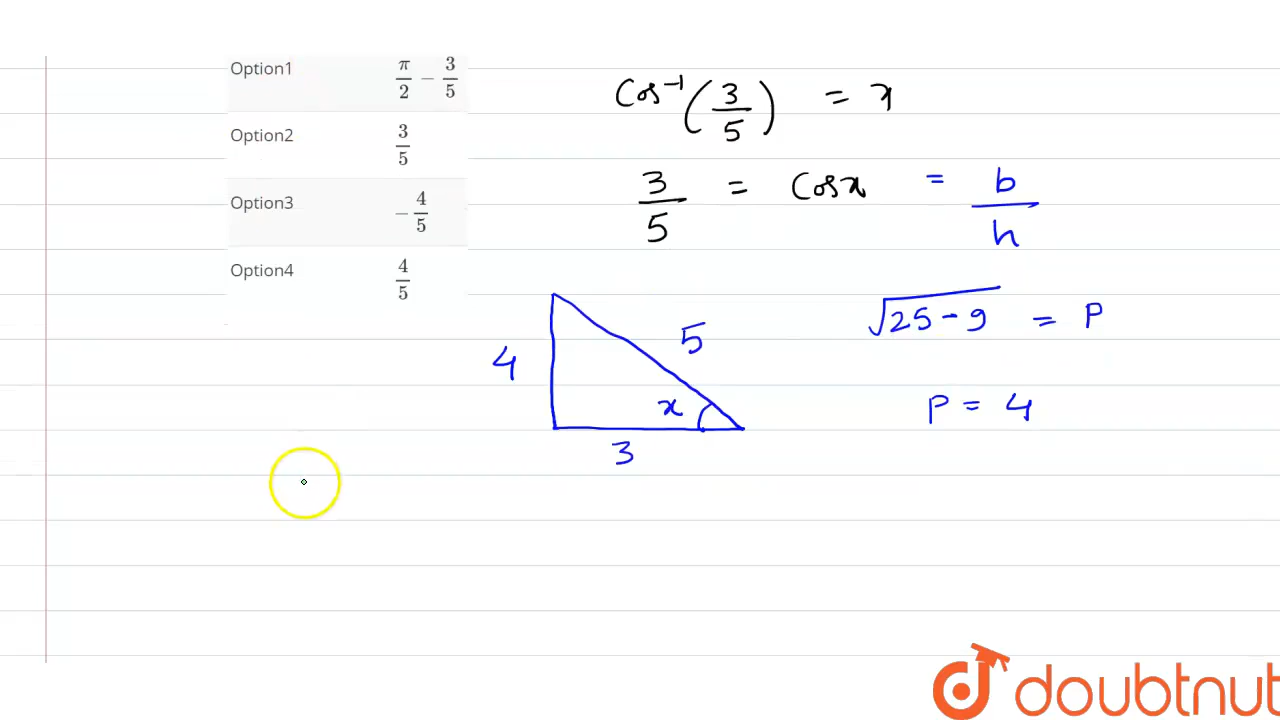 Option1 π/2 − 3/5
Option2 3/5
Option3 −4/5
Option4 4/5
Cos⁻¹(3/5) = x
3/5 = Cosx = b/h
4
5
x
3
√25-9 = P
P = 4
doubtnut